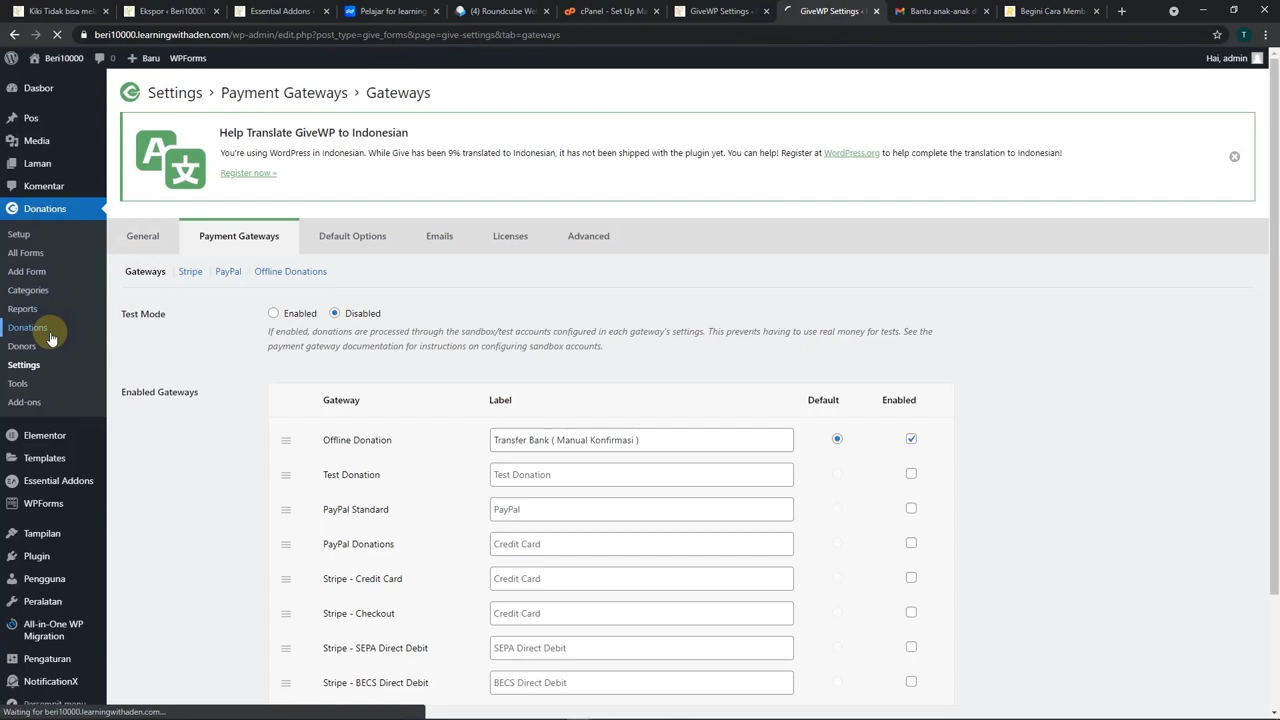 Kiki Tidak bisa mela
Ekspor ‹ Beri10000
Essential Addons ‹
Pelajar for learning
(4) Roundcube We
cPanel - Set Up Ma
GiveWP Settings ‹
GiveWP Settings ‹
Bantu anak-anak d
Begini Cara Memb
beri10000.learningwithaden.com/wp-admin/edit.php?post_type=give_forms&page=give-settings&tab=gateways
T
Beri10000
0
Baru
WPForms
Hai, admin
Dasbor
Pos
Media
Laman
Komentar
Donations
Setup
All Forms
Add Form
Categories
Reports
Donations
Donors
Settings
Tools
Add-ons
Elementor
Templates
Essential Addons
WPForms
Tampilan
Plugin
Pengguna
Peralatan
All-in-One WP
Migration
Pengaturan
NotificationX
Settings › Payment Gateways › Gateways
Help Translate GiveWP to Indonesian
You're using WordPress in Indonesian. While Give has been 9% translated to Indonesian, it has not been shipped with the plugin yet. You can help! Register at WordPress.org to help complete the translation to Indonesian!
Register now »
General
Payment Gateways
Default Options
Emails
Licenses
Advanced
Gateways
Stripe
PayPal
Offline Donations
Test Mode
Enabled
Disabled
If enabled, donations are processed through the sandbox/test accounts configured in each gateway's settings. This prevents having to use real money for tests. See the
payment gateway documentation for instructions on configuring sandbox accounts.
Enabled Gateways
Gateway Label Default Enabled
Offline Donation Transfer Bank ( Manual Konfirmasi )
Test Donation Test Donation
PayPal Standard PayPal
PayPal Donations Credit Card
Stripe - Credit Card Credit Card
Stripe - Checkout Credit Card
Stripe - SEPA Direct Debit SEPA Direct Debit
Stripe - BECS Direct Debit BECS Direct Debit
Waiting for beri10000.learningwithaden.com...